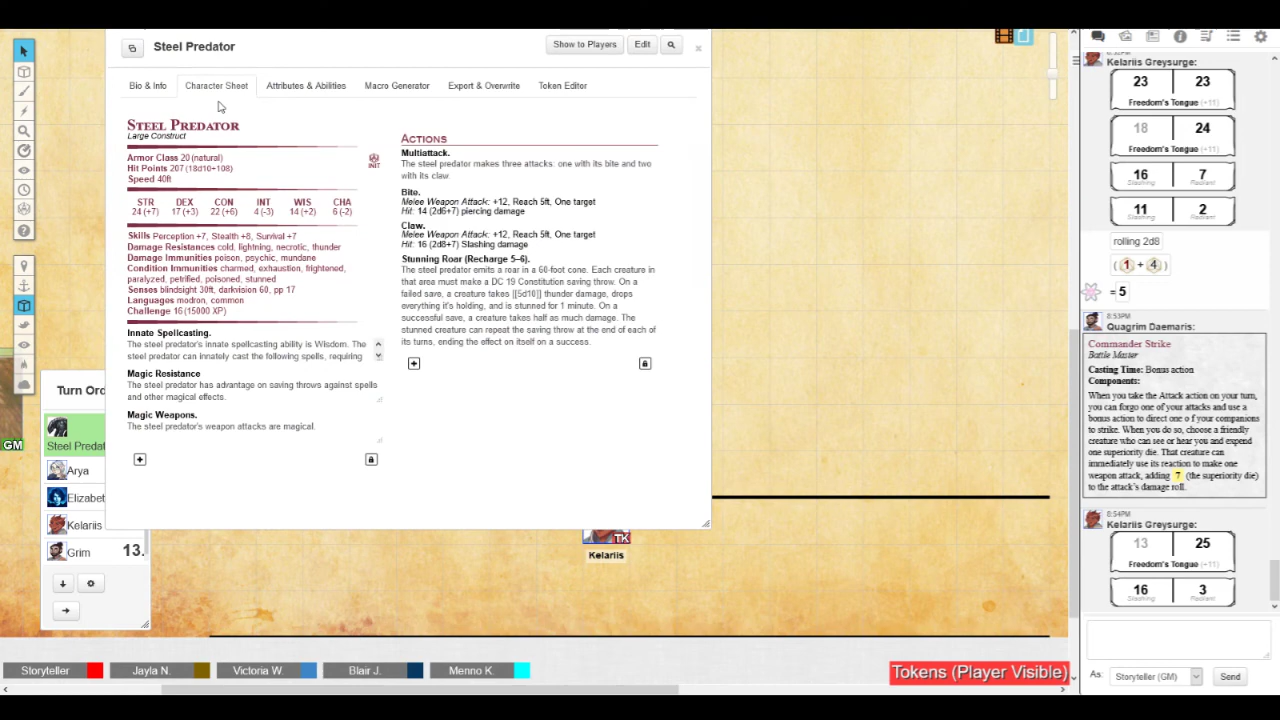 Steel Predator
Show to Players
Edit
Bio & Info
Character Sheet
Attributes & Abilities
Macro Generator
Export & Overwrite
Token Editor
STEEL PREDATOR
Large Construct
Armor Class 20 (natural)
Hit Points 207 (18d10+108)
Speed 40ft
INIT
STR DEX CON INT WIS CHA
24 (+7) 17 (+3) 22 (+6) 4 (-3) 14 (+2) 6 (-2)
Skills Perception +7, Stealth +8, Survival +7
Damage Resistances cold, lightning, necrotic, thunder
Damage Immunities poison, psychic, mundane
Condition Immunities charmed, exhaustion, frightened,
paralyzed, petrified, poisoned, stunned
Senses blindsight 30ft, darkvision 60, pp 17
Languages modron, common
Challenge 16 (15000 XP)
Innate Spellcasting.
The steel predator's innate spellcasting ability is Wisdom. The
steel predator can innately cast the following spells, requiring
Magic Resistance
The steel predator has advantage on saving throws against spells
and other magical effects.
Magic Weapons.
The steel predator's weapon attacks are magical.
ACTIONS
Multiattack.
The steel predator makes three attacks: one with its bite and two
with its claw.
Bite.
Melee Weapon Attack: +12, Reach 5ft, One target
Hit: 14 (2d6+7) piercing damage
Claw.
Melee Weapon Attack: +12, Reach 5ft, One target
Hit: 16 (2d8+7) Slashing damage
Stunning Roar (Recharge 5–6).
The steel predator emits a roar in a 60-foot cone. Each creature in
that area must make a DC 19 Constitution saving throw. On a
failed save, a creature takes [[5d10]] thunder damage, drops
everything it's holding, and is stunned for 1 minute. On a
successful save, a creature takes half as much damage. The
stunned creature can repeat the saving throw at the end of each of
its turns, ending the effect on itself on a success.
Turn Ord
GM
Steel Predat
Arya
Elizabet
Kelariis
Grim 13.
TK
Kelariis
Storyteller
Jayla N.
Victoria W.
Blair J.
Menno K.
Tokens (Player Visible)
Kelariis Greysurge:
23 23
Freedom's Tongue (+11)
18 24
Freedom's Tongue (+11)
16 7
Slashing Radiant
11 2
Slashing Radiant
rolling 2d8
(1 + 4)
= 5
8:53PM
Quagrim Daemaris:
Commander Strike
Battle Master
Casting Time: Bonus action
Components:
When you take the Attack action on your turn,
you can forgo one of your attacks and use a
bonus action to direct one o f your companions
to strike. When you do so, choose a friendly
creature who can see or hear you and expend
one superiority die. That creature can
immediately use its reaction to make one
weapon attack, adding 7 (the superiority die)
to the attack's damage roll.
8:54PM
Kelariis Greysurge:
13 25
Freedom's Tongue (+11)
16 3
Slashing Radiant
As: Storyteller (GM)
Send